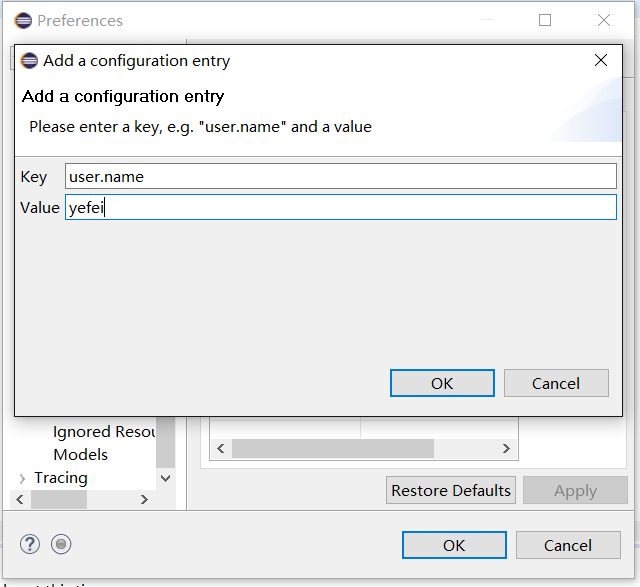 Preferences
Add a configuration entry
Add a configuration entry
Please enter a key, e.g. "user.name" and a value
Key user.name
Value yefei
OK Cancel
Ignored Resou
Models
Tracing
Restore Defaults Apply
OK Cancel